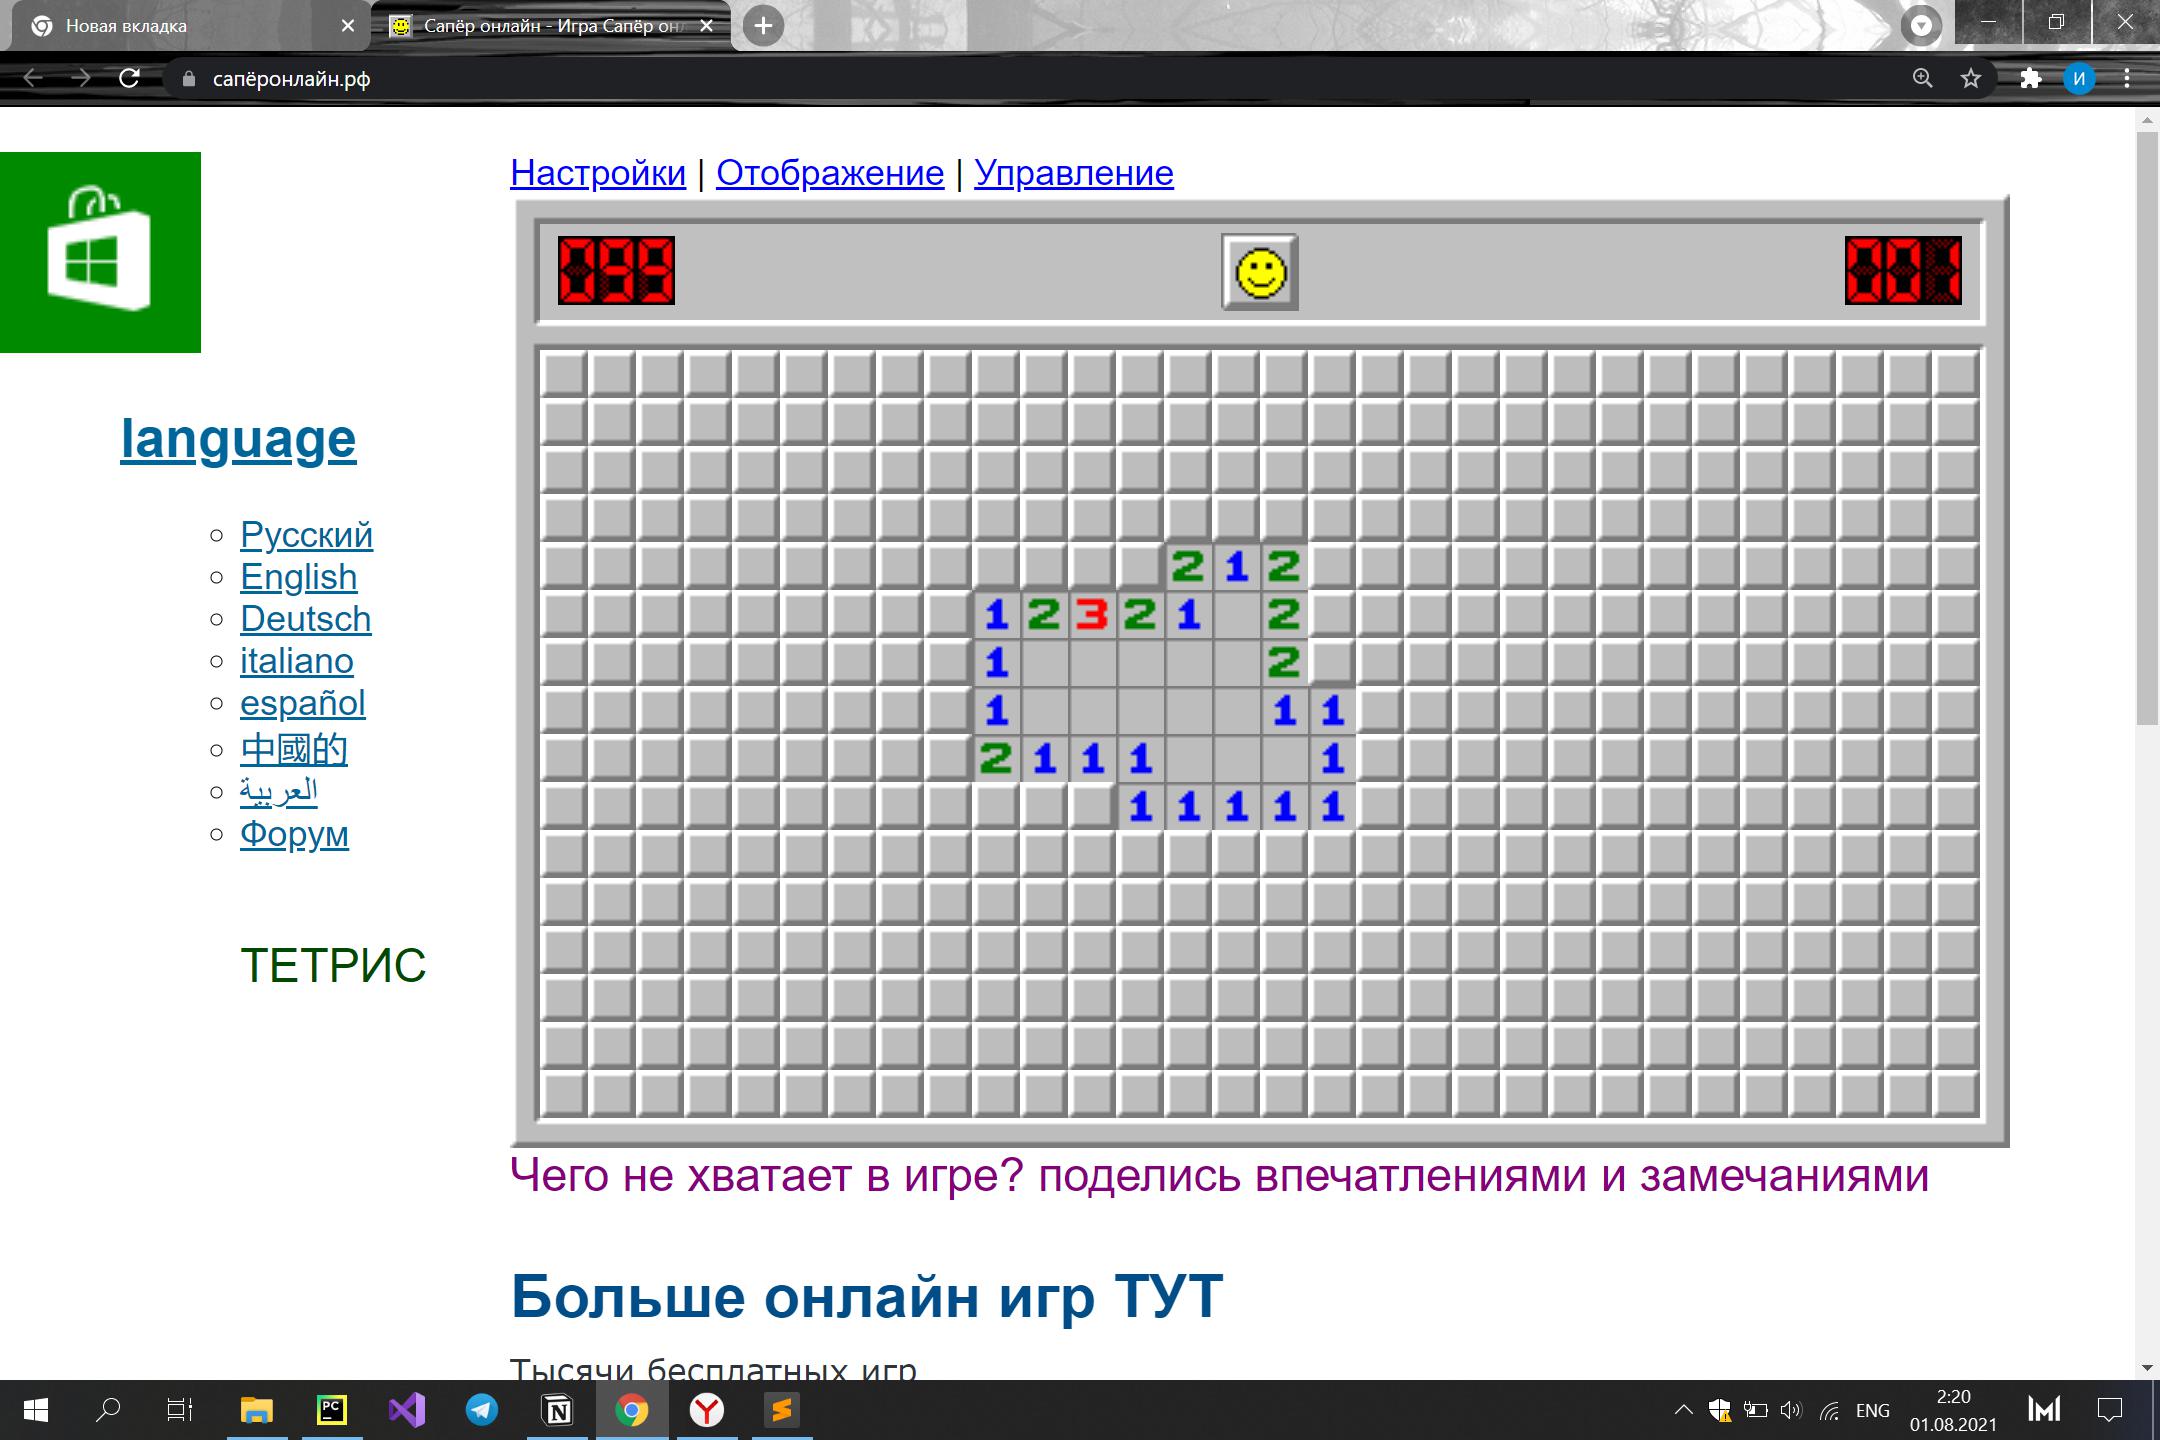 Новая вкладка
Сапёр онлайн - Игра Сапёр он
сапёронлайн.рф
И
Настройки | Отображение | Управление
099
001
language
Русский
English
Deutsch
italiano
español
中國的
العربية
Форум
ТЕТРИС
2 1 2
1 2 3 2 1 2
1 2
1 1 1
2 1 1 1 1
1 1 1 1 1
Чего не хватает в игре? поделись впечатлениями и замечаниями
Больше онлайн игр ТУТ
Тысячи бесплатных игр
PC
N
Y
S
ENG
2:20
01.08.2021